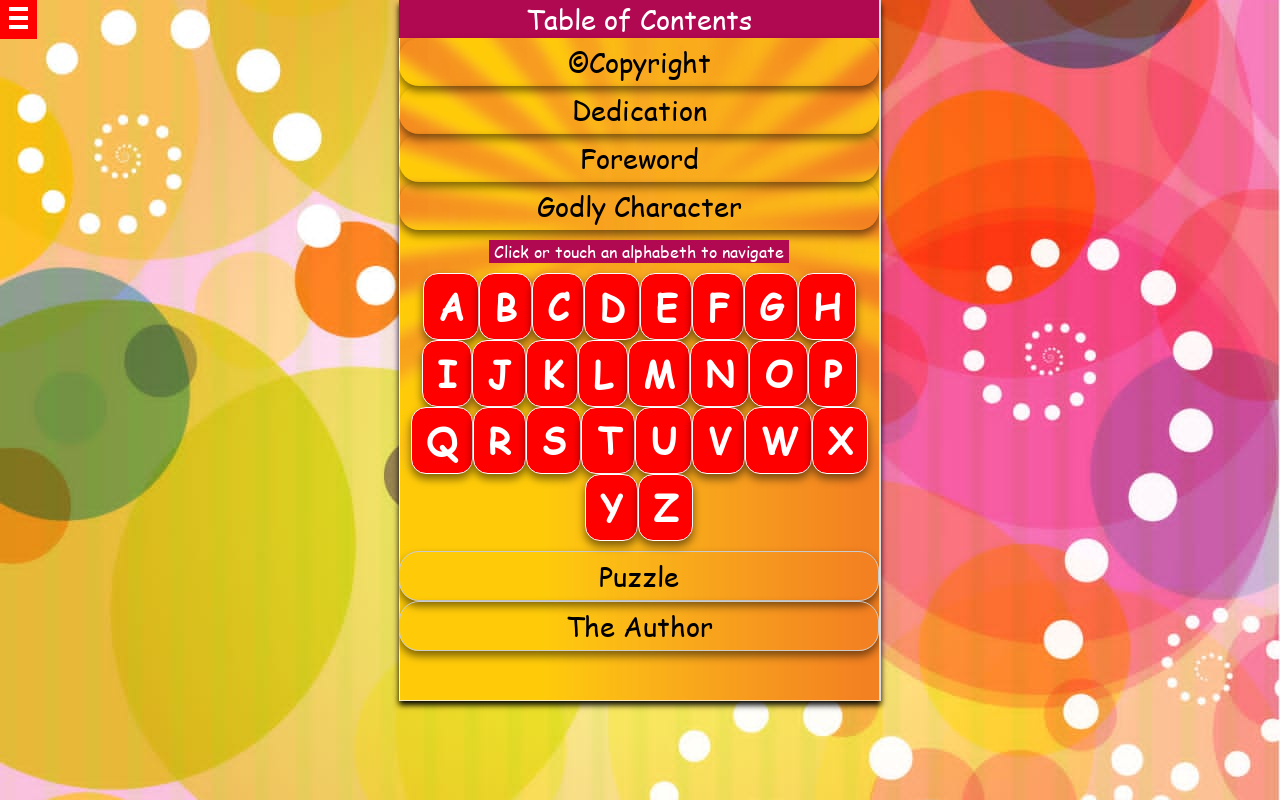 Table of Contents
©Copyright
Dedication
Foreword
Godly Character
Click or touch an alphabeth to navigate
A B C D E F G H
I J K L M N O P
Q R S T U V W X
Y Z
Puzzle
The Author